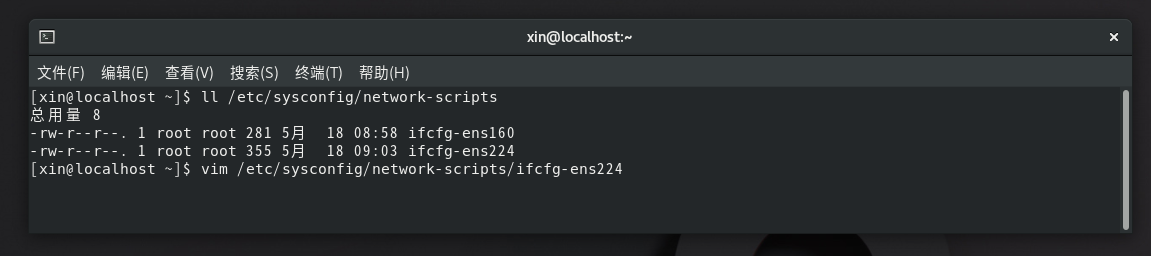 xin@localhost:~
文件(F) 编辑(E) 查看(V) 搜索(S) 终端(T) 帮助(H)
[xin@localhost ~]$ ll /etc/sysconfig/network-scripts
总用量 8
-rw-r--r--. 1 root root 281 5月  18 08:58 ifcfg-ens160
-rw-r--r--. 1 root root 355 5月  18 09:03 ifcfg-ens224
[xin@localhost ~]$ vim /etc/sysconfig/network-scripts/ifcfg-ens224